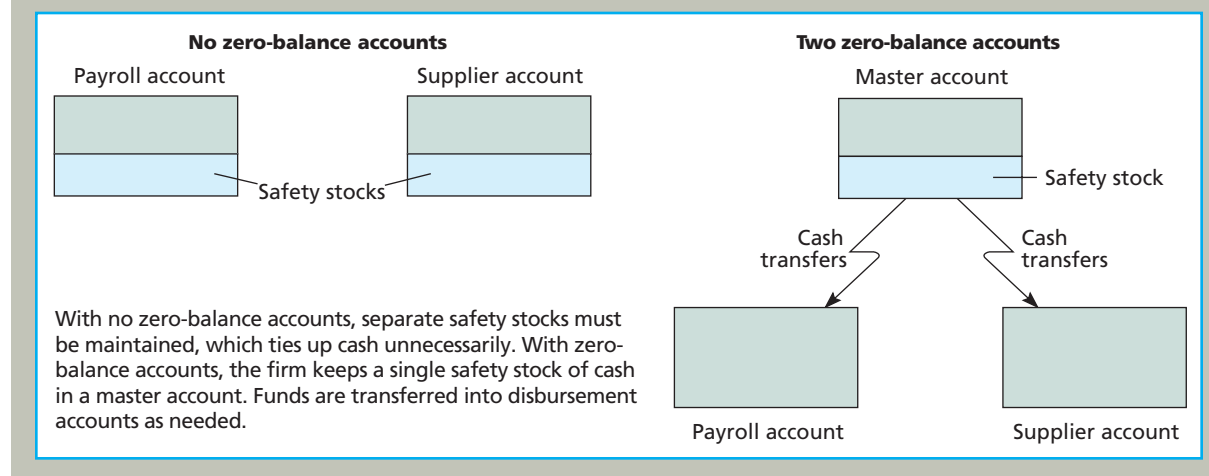 No zero-balance accounts
Payroll account
Supplier account
Safety stocks
With no zero-balance accounts, separate safety stocks must
be maintained, which ties up cash unnecessarily. With zero-
balance accounts, the firm keeps a single safety stock of cash
in a master account. Funds are transferred into disbursement
accounts as needed.
Two zero-balance accounts
Master account
Safety stock
Cash
transfers
Cash
transfers
Payroll account
Supplier account